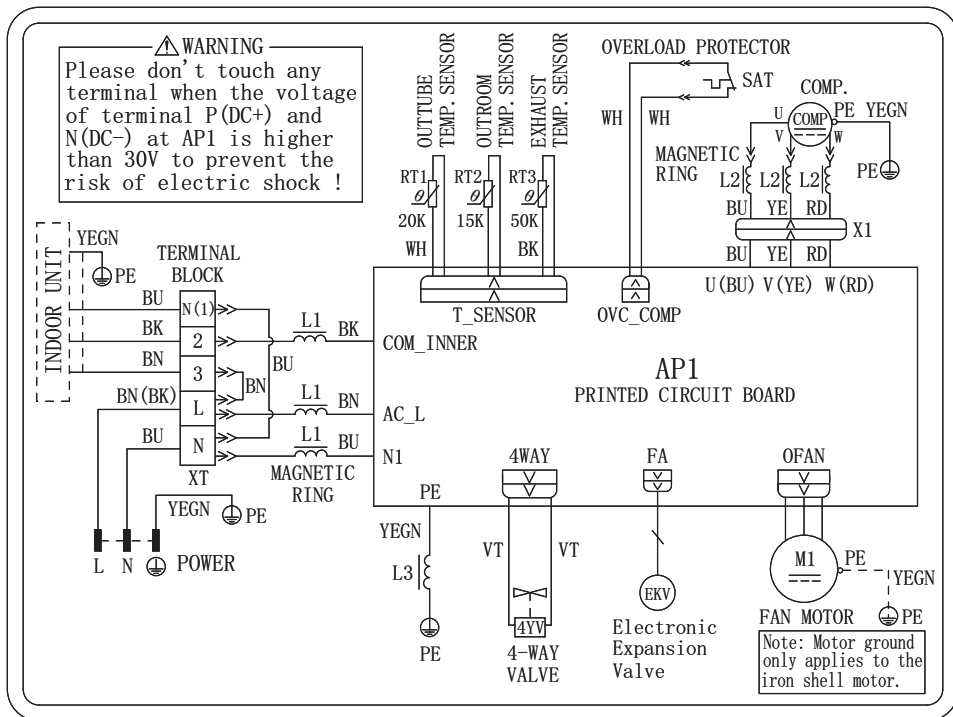 WARNING
Please don't touch any
terminal when the voltage
of terminal P(DC+) and
N(DC-) at AP1 is higher
than 30V to prevent the
risk of electric shock !
OUTTUBE
TEMP. SENSOR
OUTROOM
TEMP. SENSOR
EXHAUST
TEMP. SENSOR
RT1
θ
20K
RT2
θ
15K
RT3
θ
50K
WH
BK
OVERLOAD PROTECTOR
SAT
WH
WH
COMP.
U
V
COMP
W
PE
YEGN
PE
MAGNETIC
RING
L2
L2
L2
BU
YE
RD
X1
BU
YE
RD
U(BU)
V(YE)
W(RD)
INDOOR UNIT
YEGN
PE
TERMINAL
BLOCK
BU
N(1)
BK
2
BN
3
BN(BK)
L
BU
N
XT
BU
BN
L1
BK
L1
BN
L1
BU
MAGNETIC
RING
YEGN
PE
L
N
POWER
T_SENSOR
OVC_COMP
COM_INNER
AP1
PRINTED CIRCUIT BOARD
AC_L
N1
PE
4WAY
FA
OFAN
YEGN
L3
PE
VT
VT
4YV
4-WAY
VALVE
EKV
Electronic
Expansion
Valve
M1
PE
YEGN
PE
FAN MOTOR
Note: Motor ground
only applies to the
iron shell motor.